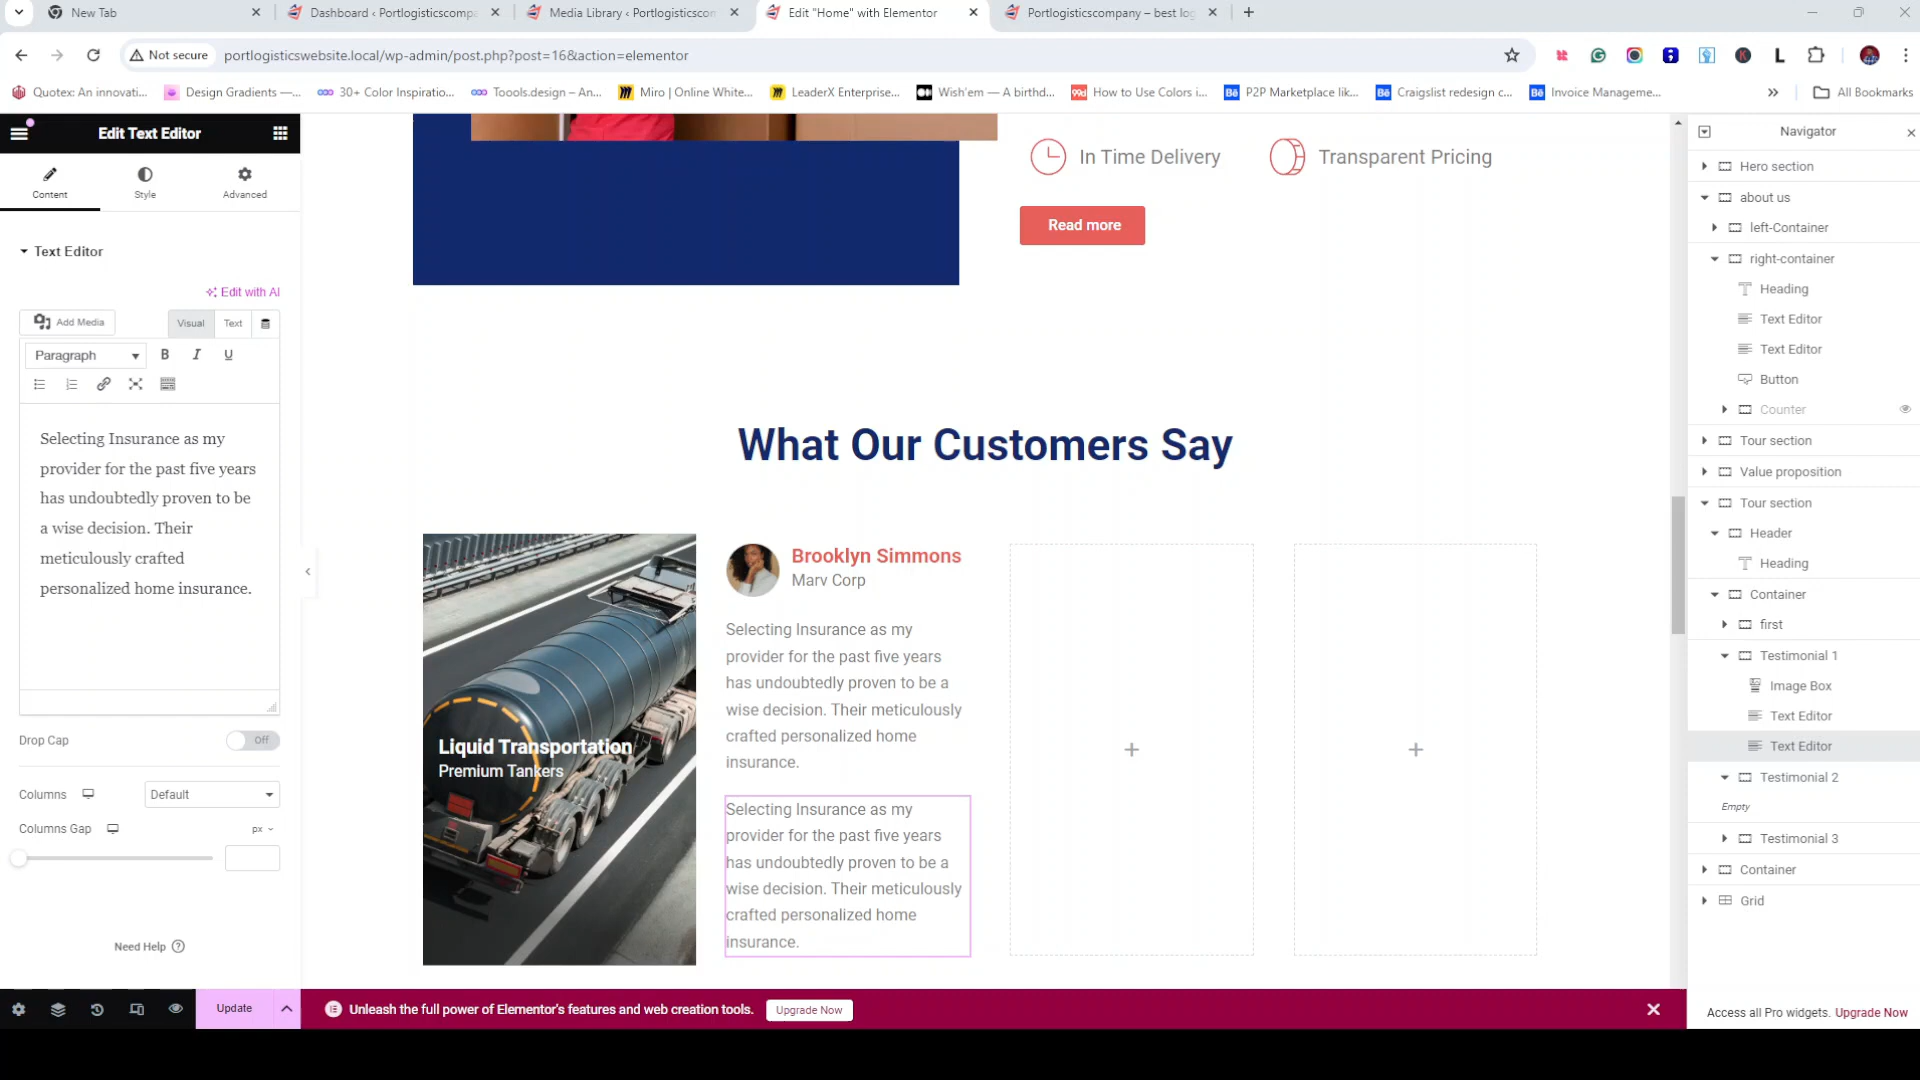 New Tab
Dashboard ‹ Portlogisticscompa
Media Library ‹ Portlogisticscom
Edit "Home" with Elementor
Portlogisticscompany – best log
Not secure
portlogisticswebsite.local/wp-admin/post.php?post=16&action=elementor
Quotex: An innovati...
Design Gradients —...
30+ Color Inspiratio...
Toools.design – An...
Miro | Online White...
LeaderX Enterprise...
Wish'em — A birthd...
How to Use Colors i...
P2P Marketplace lik...
Craigslist redesign c...
Invoice Manageme...
All Bookmarks
Edit Text Editor
Content
Style
Advanced
Text Editor
Edit with AI
Add Media
Visual
Text
Paragraph
B I U
Selecting Insurance as my
provider for the past five years
has undoubtedly proven to be
a wise decision. Their
meticulously crafted
personalized home insurance.
Drop Cap
Off
Columns
Default
Columns Gap
px
Need Help
Update
In Time Delivery
Transparent Pricing
Read more
What Our Customers Say
Liquid Transportation
Premium Tankers
Brooklyn Simmons
Marv Corp
Selecting Insurance as my
provider for the past five years
has undoubtedly proven to be a
wise decision. Their meticulously
crafted personalized home
insurance.
Selecting Insurance as my
provider for the past five years
has undoubtedly proven to be a
wise decision. Their meticulously
crafted personalized home
insurance.
Unleash the full power of Elementor's features and web creation tools.
Upgrade Now
Navigator
Hero section
about us
left-Container
right-container
Heading
Text Editor
Text Editor
Button
Counter
Tour section
Value proposition
Tour section
Header
Heading
Container
first
Testimonial 1
Image Box
Text Editor
Text Editor
Testimonial 2
Empty
Testimonial 3
Container
Grid
Access all Pro widgets. Upgrade Now